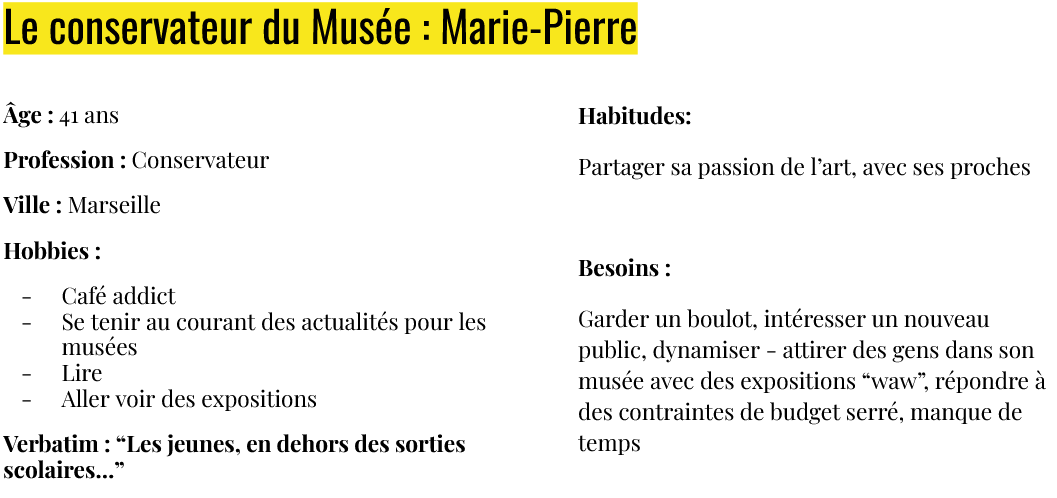 Le conservateur du Musée : Marie-Pierre
Âge : 41 ans
Profession : Conservateur
Ville : Marseille
Hobbies :
- Café addict
- Se tenir au courant des actualités pour les
musées
- Lire
- Aller voir des expositions
Verbatim : “Les jeunes, en dehors des sorties
scolaires...”
Habitudes:
Partager sa passion de l’art, avec ses proches
Besoins :
Garder un boulot, intéresser un nouveau
public, dynamiser - attirer des gens dans son
musée avec des expositions “waw”, répondre à
des contraintes de budget serré, manque de
temps